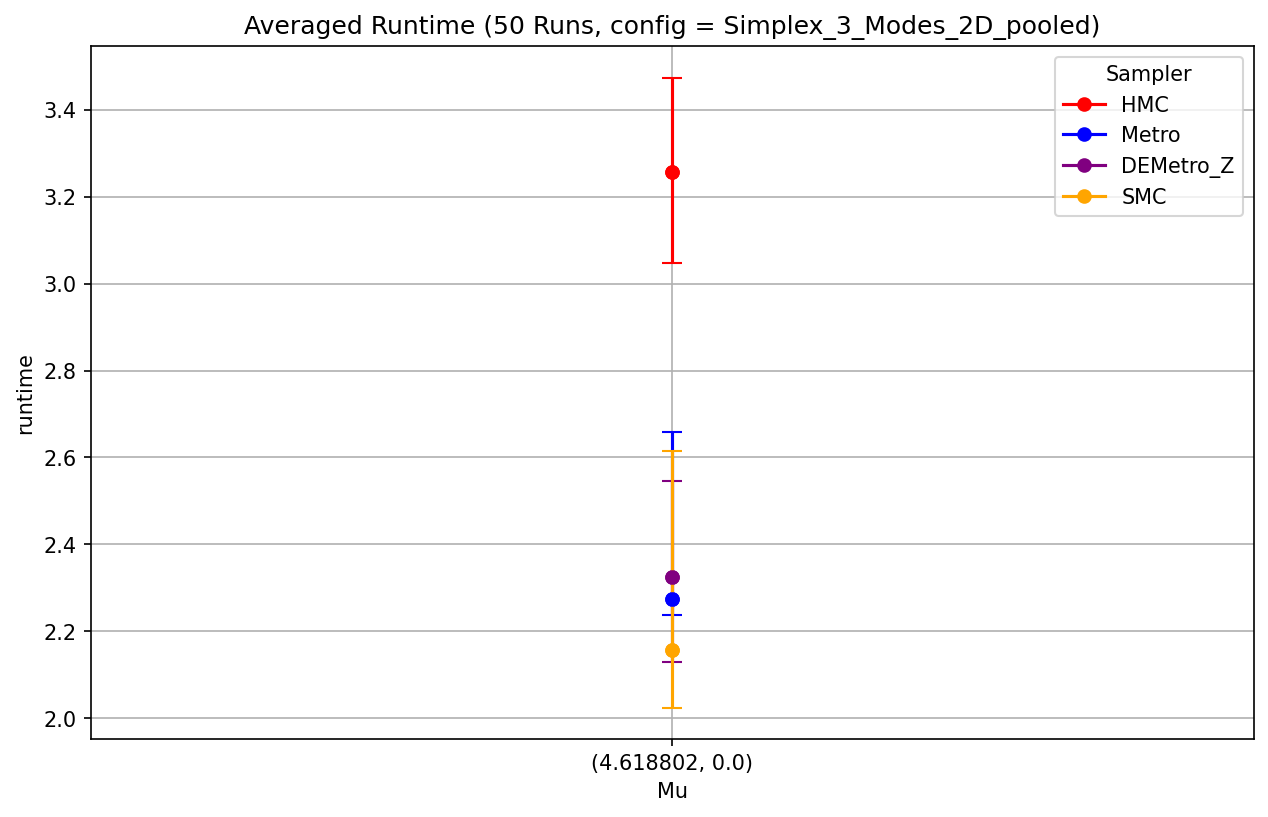 Averaged Runtime (50 Runs, config = Simplex_3_Modes_2D_pooled)
Sampler
HMC
Metro
DEMetro_Z
SMC
runtime
3.4
3.2
3.0
2.8
2.6
2.4
2.2
2.0
(4.618802, 0.0)
Mu